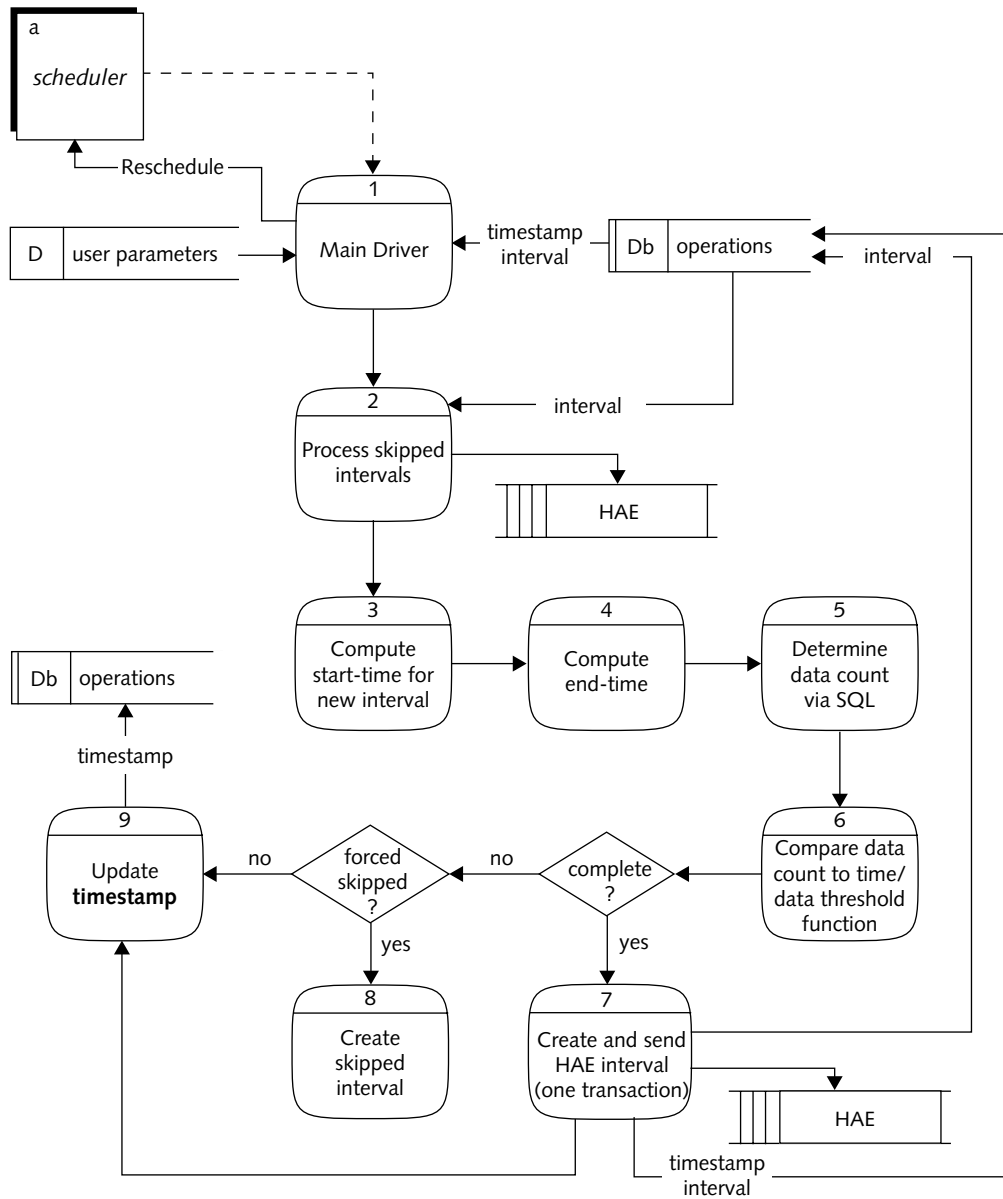 a
scheduler
Reschedule
1
Main Driver
D
user parameters
timestamp
interval
Db
operations
interval
2
Process skipped
intervals
interval
HAE
3
Compute
start-time for
new interval
4
Compute
end-time
5
Determine
data count
via SQL
Db
operations
timestamp
9
Update
timestamp
no
forced
skipped
?
no
complete
?
6
Compare data
count to time/
data threshold
function
yes
yes
8
Create
skipped
interval
7
Create and send
HAE interval
(one transaction)
HAE
timestamp
interval